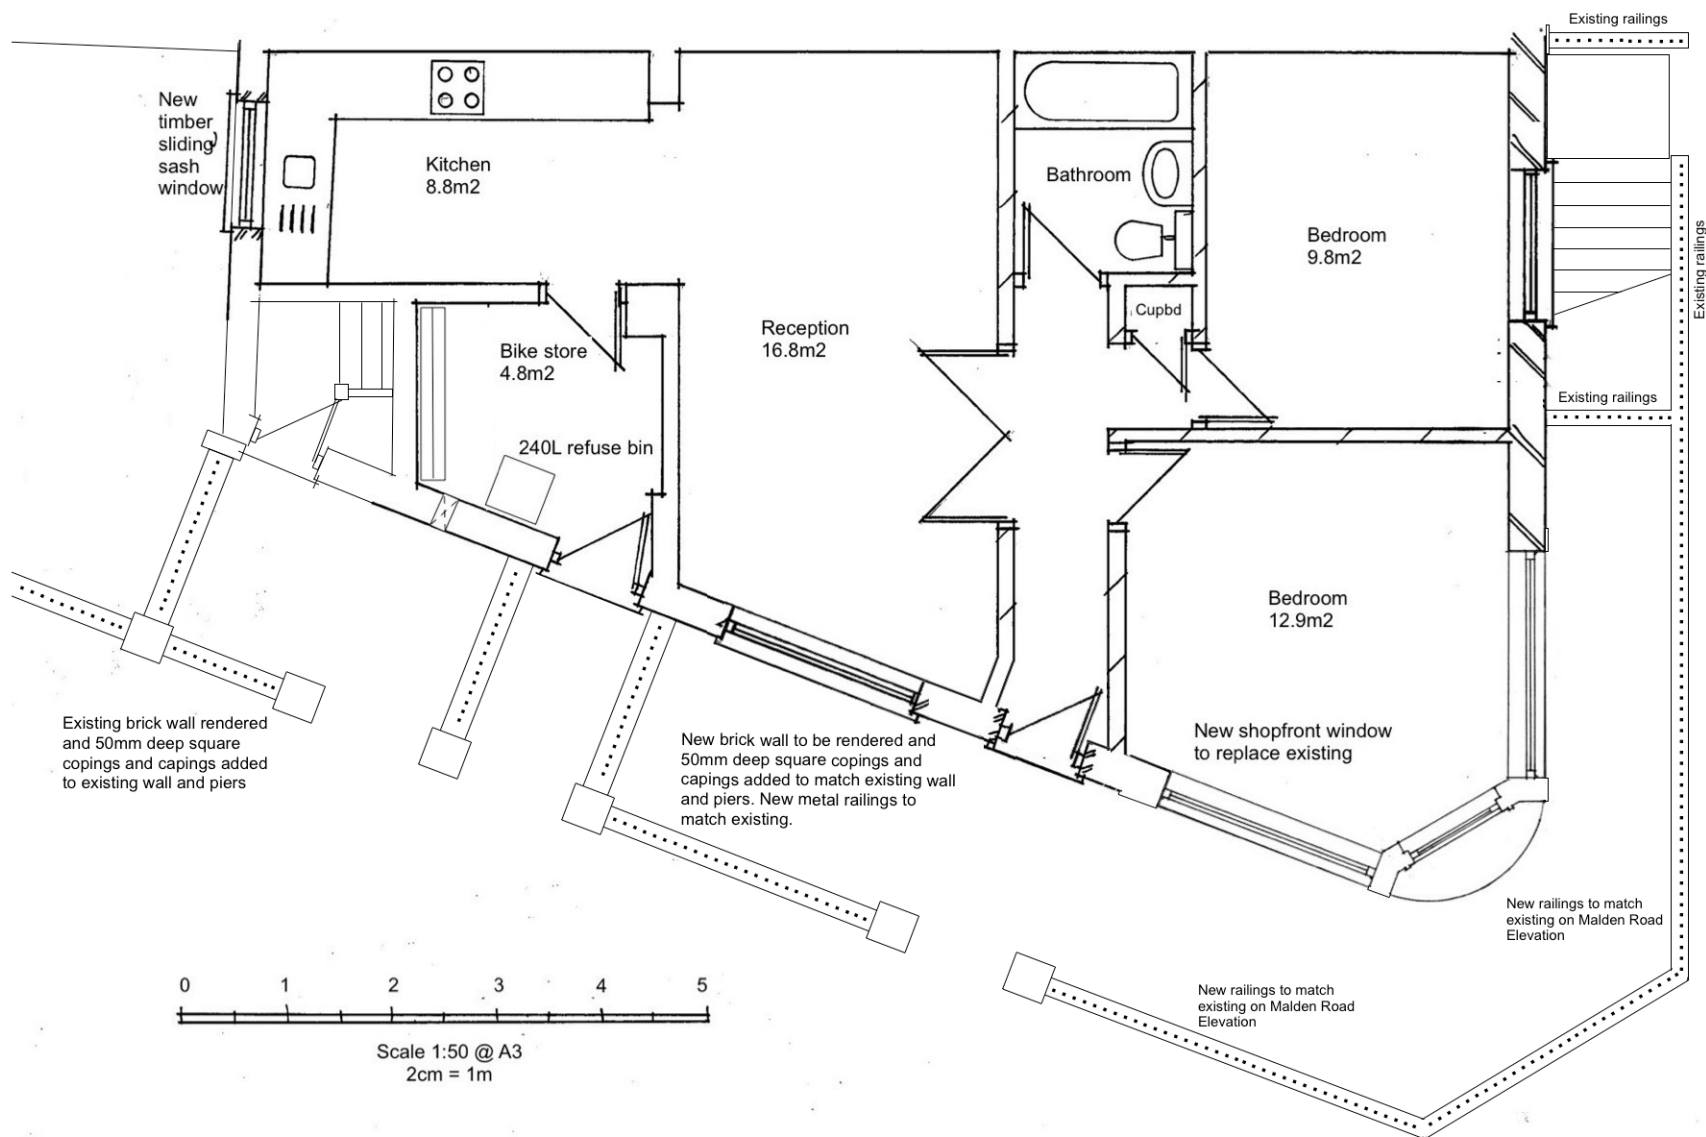 Existing railings
New
timber
sliding
sash
window
Kitchen
8.8m2
Bathroom
Bedroom
9.8m2
Existing railings
Cupbd
Reception
16.8m2
Bike store
4.8m2
Existing railings
240L refuse bin
Bedroom
12.9m2
Existing brick wall rendered
and 50mm deep square
copings and capings added
to existing wall and piers
New brick wall to be rendered and
50mm deep square copings and
capings added to match existing wall
and piers. New metal railings to
match existing.
New shopfront window
to replace existing
New railings to match
existing on Malden Road
Elevation
New railings to match
existing on Malden Road
Elevation
0 1 2 3 4 5
Scale 1:50 @ A3
2cm = 1m